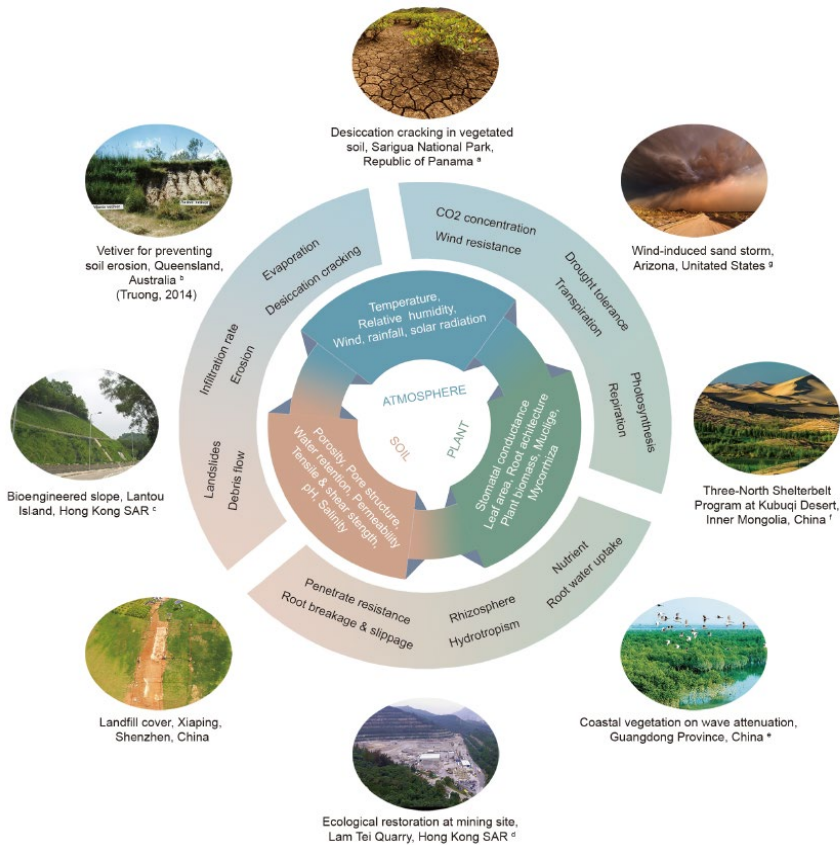 Desiccation cracking in vegetated
soil, Sarigua National Park,
Republic of Panama ᵃ
Vetiver for preventing
soil erosion, Queensland,
Australia ᵇ
(Truong, 2014)
Wind-induced sand storm,
Arizona, Unitated States ᵍ
CO2 concentration
Wind resistance
Drought tolerance
Transpiration
Photosynthesis
Repiration
Evaporation
Desiccation cracking
Infiltration rate
Erosion
Landslides
Debris flow
Temperature,
Relative humidity,
Wind, rainfall, solar radiation
ATMOSPHERE
SOIL
PLANT
Porosity, Pore structure,
Water retention, Permeability
Tensile & shear stength,
pH, Salinity
Stomatal conductance
Leaf area, Root achitecture
Plant biomass, Mucilge,
Mycorrhiza
Bioengineered slope, Lantou
Island, Hong Kong SAR ᶜ
Three-North Shelterbelt
Program at Kubuqi Desert,
Inner Mongolia, China ᶠ
Penetrate resistance
Root breakage & slippage
Rhizosphere
Hydrotropism
Nutrient
Root water uptake
Landfill cover, Xiaping,
Shenzhen, China
Coastal vegetation on wave attenuation,
Guangdong Province, China ᵉ
Ecological restoration at mining site,
Lam Tei Quarry, Hong Kong SAR ᵈ